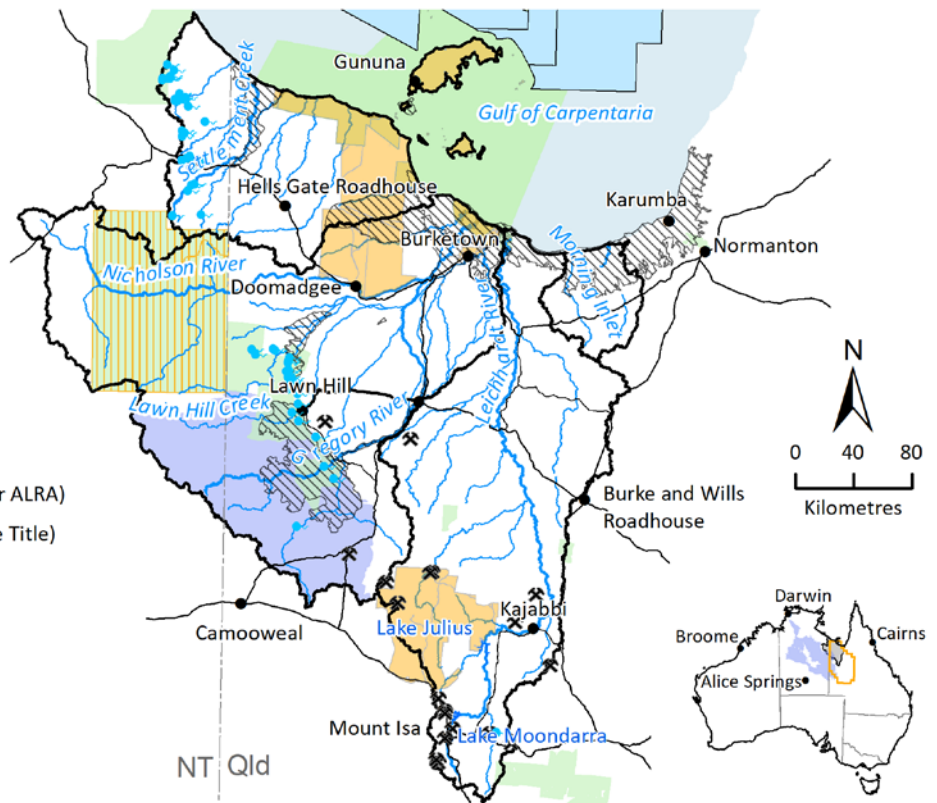 Gununa
Settlement Creek
Gulf of Carpentaria
Hells Gate Roadhouse
Karumba
Burketown
Normanton
Morning Inlet
Nicholson River
Doomadgee
Leichhardt River
N
Lawn Hill
Lawn Hill Creek
Gregory River
0 40 80
Kilometres
r ALRA)
Burke and Wills
Roadhouse
e Title)
Kajabbi
Darwin
Camooweal
Lake Julius
Broome
Cairns
Alice Springs
Mount Isa
Lake Moondarra
NT Qld